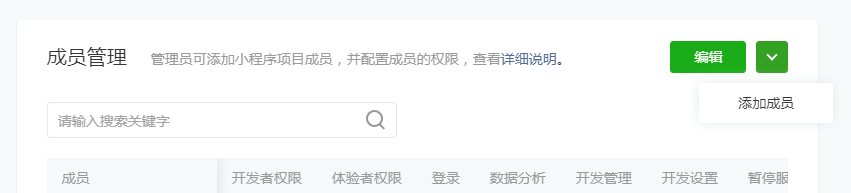 成员管理 管理员可添加小程序项目成员，并配置成员的权限，查看详细说明。 编辑
添加成员
请输入搜索关键字
成员 开发者权限 体验者权限 登录 数据分析 开发管理 开发设置 暂停服